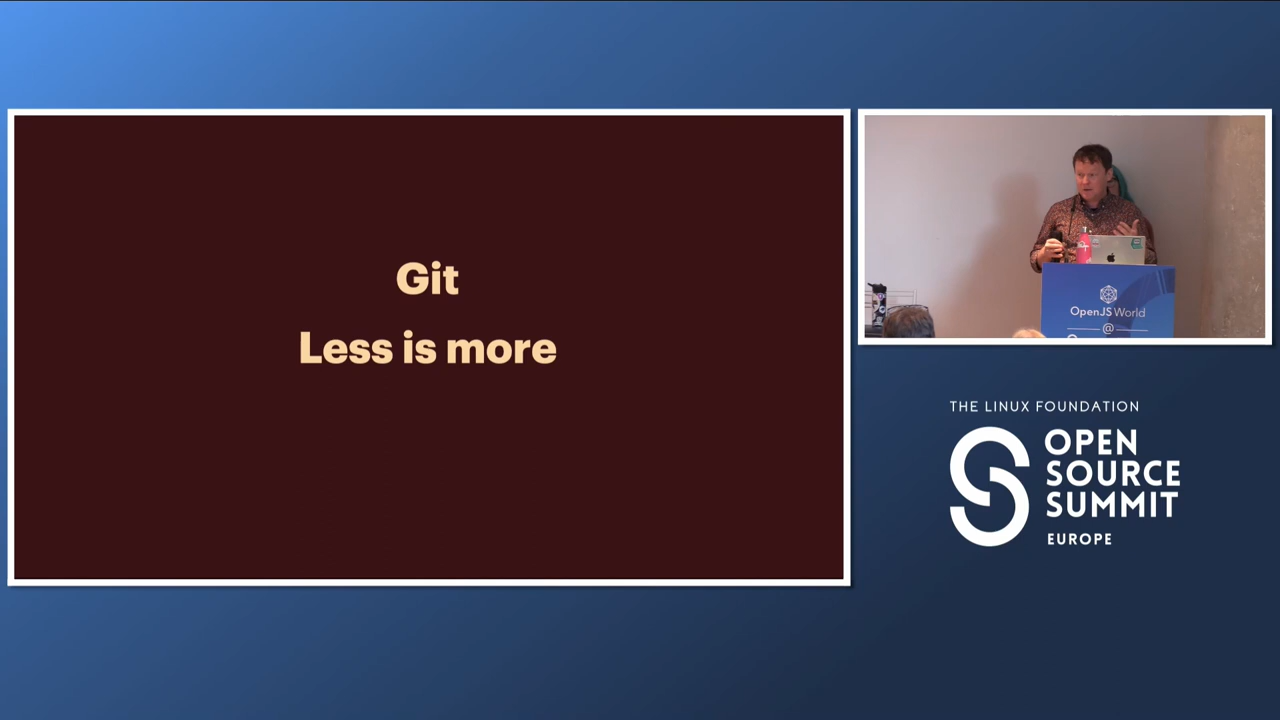 Git
Less is more
OpenJS World
@
THE LINUX FOUNDATION
OPEN
SOURCE
SUMMIT
EUROPE